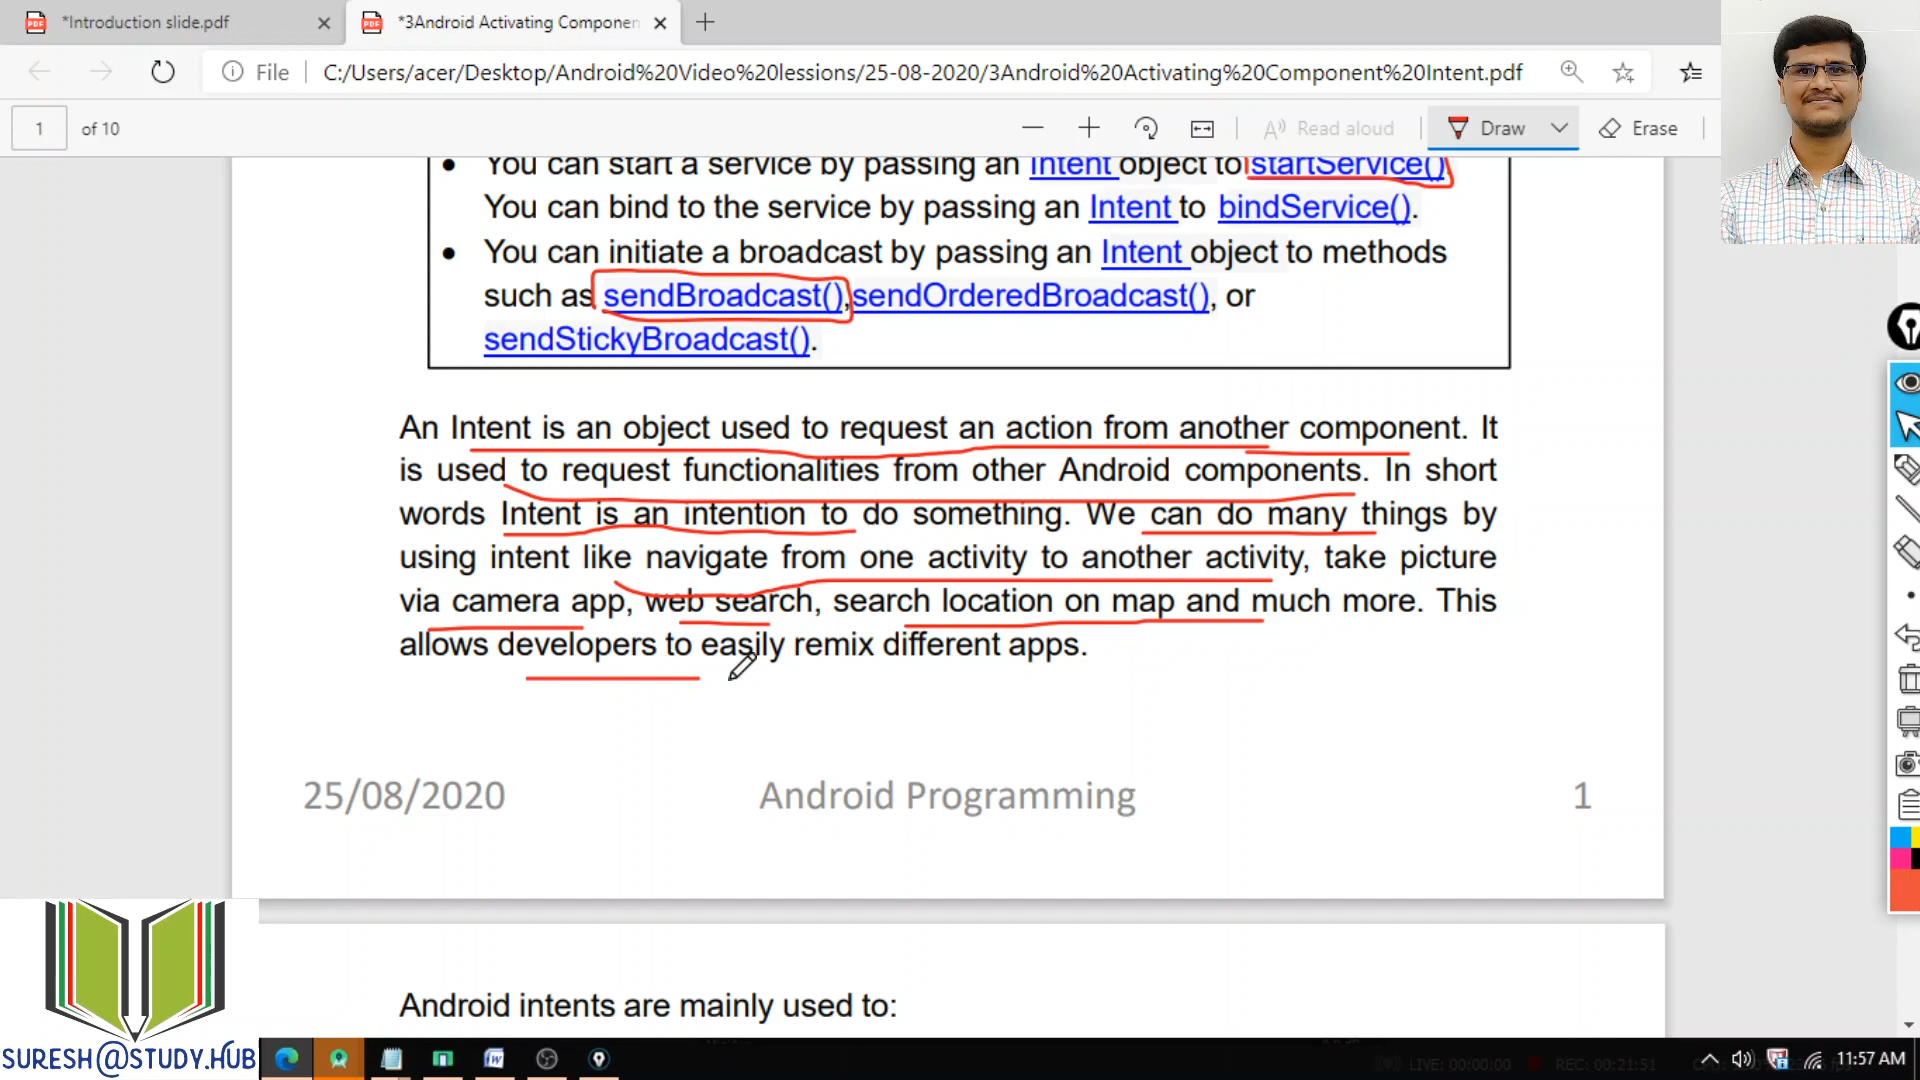 *Introduction slide.pdf
*3Android Activating Componen
File
C:/Users/acer/Desktop/Android%20Video%20lessions/25-08-2020/3Android%20Activating%20Component%20Intent.pdf
1 of 10
Read aloud
Draw
Erase
You can start a service by passing an Intent object to startService()
You can bind to the service by passing an Intent to bindService().
You can initiate a broadcast by passing an Intent object to methods
such as sendBroadcast(),sendOrderedBroadcast(), or
sendStickyBroadcast().
An Intent is an object used to request an action from another component. It
is used to request functionalities from other Android components. In short
words Intent is an intention to do something. We can do many things by
using intent like navigate from one activity to another activity, take picture
via camera app, web search, search location on map and much more. This
allows developers to easily remix different apps.
25/08/2020
Android Programming
1
Android intents are mainly used to:
SURESH@STUDY.HUB
LIVE: 00:00:00
REC: 00:21:51
11:57 AM